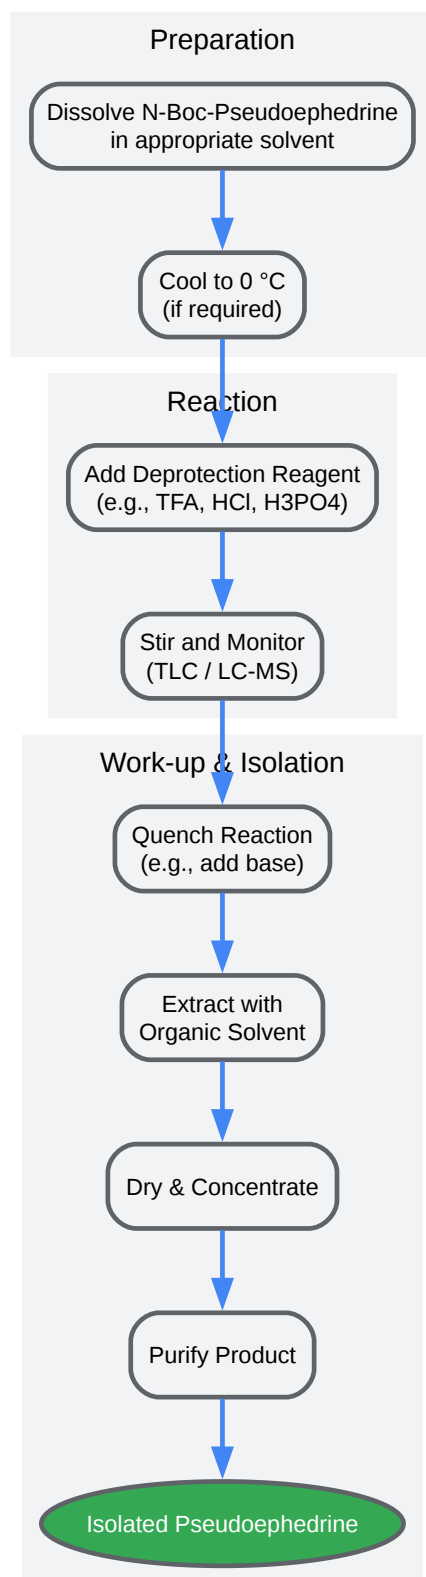 Preparation
Dissolve N-Boc-Pseudoephedrine
in appropriate solvent
Cool to 0 °C
(if required)
Reaction
Add Deprotection Reagent
(e.g., TFA, HCl, H3PO4)
Stir and Monitor
(TLC / LC-MS)
Work-up & Isolation
Quench Reaction
(e.g., add base)
Extract with
Organic Solvent
Dry & Concentrate
Purify Product
Isolated Pseudoephedrine